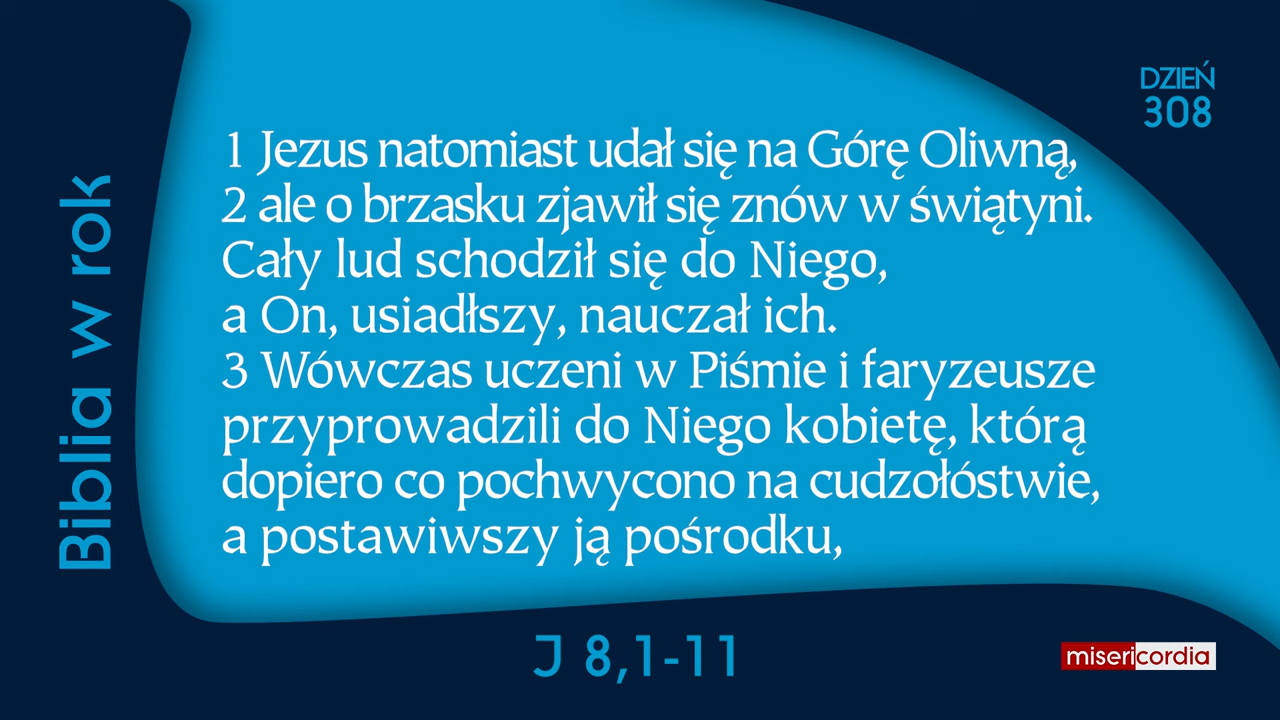 DZIEŃ
308
Biblia w rok
1 Jezus natomiast udał się na Górę Oliwną,
2 ale o brzasku zjawił się znów w świątyni.
Cały lud schodził się do Niego,
a On, usiadłszy, nauczał ich.
3 Wówczas uczeni w Piśmie i faryzeusze
przyprowadzili do Niego kobietę, którą
dopiero co pochwycono na cudzołóstwie,
a postawiwszy ją pośrodku,
J 8,1-11
misericordia